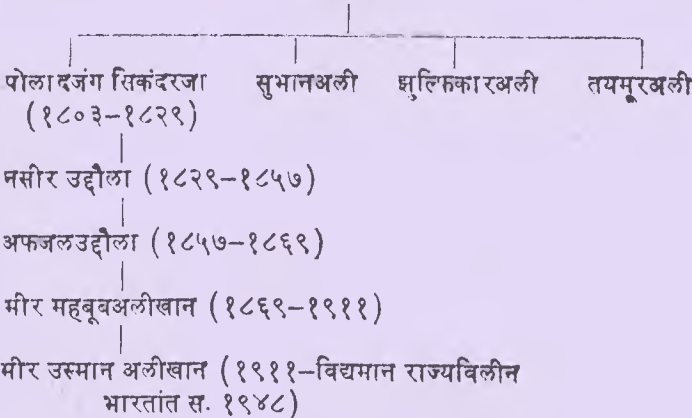 पोलादजंग सिकंदरजा सुभानअली झुल्फिकारअली तयमूरअली
(१८०३-१८२९)
नसीर उद्दौला (१८२९-१८५७)
अफजलउद्दौला (१८५७-१८६९)
मीर महबूबअलीखान (१८६९-१९११)
मीर उस्मान अलीखान (१९११-विद्यमान राज्यविलीन
भारतांत स. १९४८)